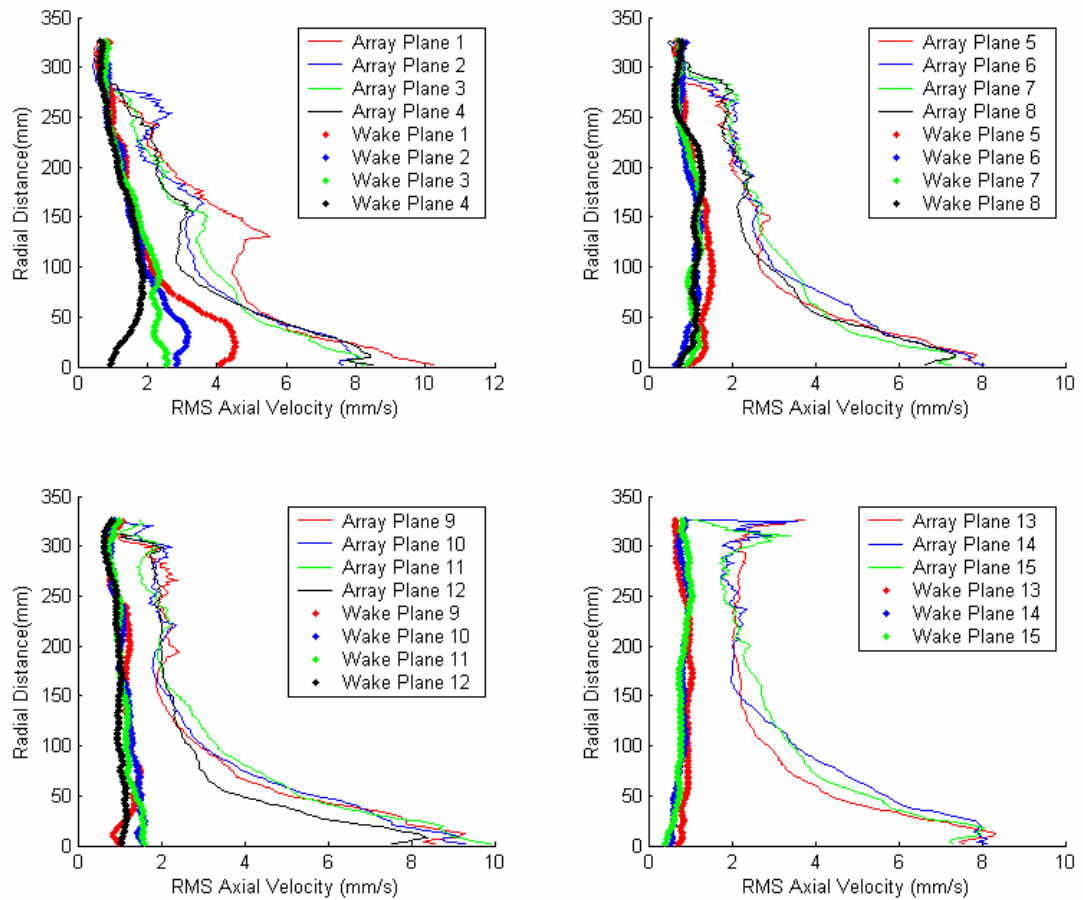 350
300
250
200
150
100
50
0
Radial Distance(mm)
0 2 4 6 8 10 12
RMS Axial Velocity (mm/s)
Array Plane 1
Array Plane 2
Array Plane 3
Array Plane 4
Wake Plane 1
Wake Plane 2
Wake Plane 3
Wake Plane 4
350
300
250
200
150
100
50
0
Radial Distance(mm)
0 2 4 6 8 10
RMS Axial Velocity (mm/s)
Array Plane 5
Array Plane 6
Array Plane 7
Array Plane 8
Wake Plane 5
Wake Plane 6
Wake Plane 7
Wake Plane 8
350
300
250
200
150
100
50
0
Radial Distance(mm)
0 2 4 6 8 10
RMS Axial Velocity (mm/s)
Array Plane 9
Array Plane 10
Array Plane 11
Array Plane 12
Wake Plane 9
Wake Plane 10
Wake Plane 11
Wake Plane 12
350
300
250
200
150
100
50
0
Radial Distance(mm)
0 2 4 6 8 10
RMS Axial Velocity (mm/s)
Array Plane 13
Array Plane 14
Array Plane 15
Wake Plane 13
Wake Plane 14
Wake Plane 15